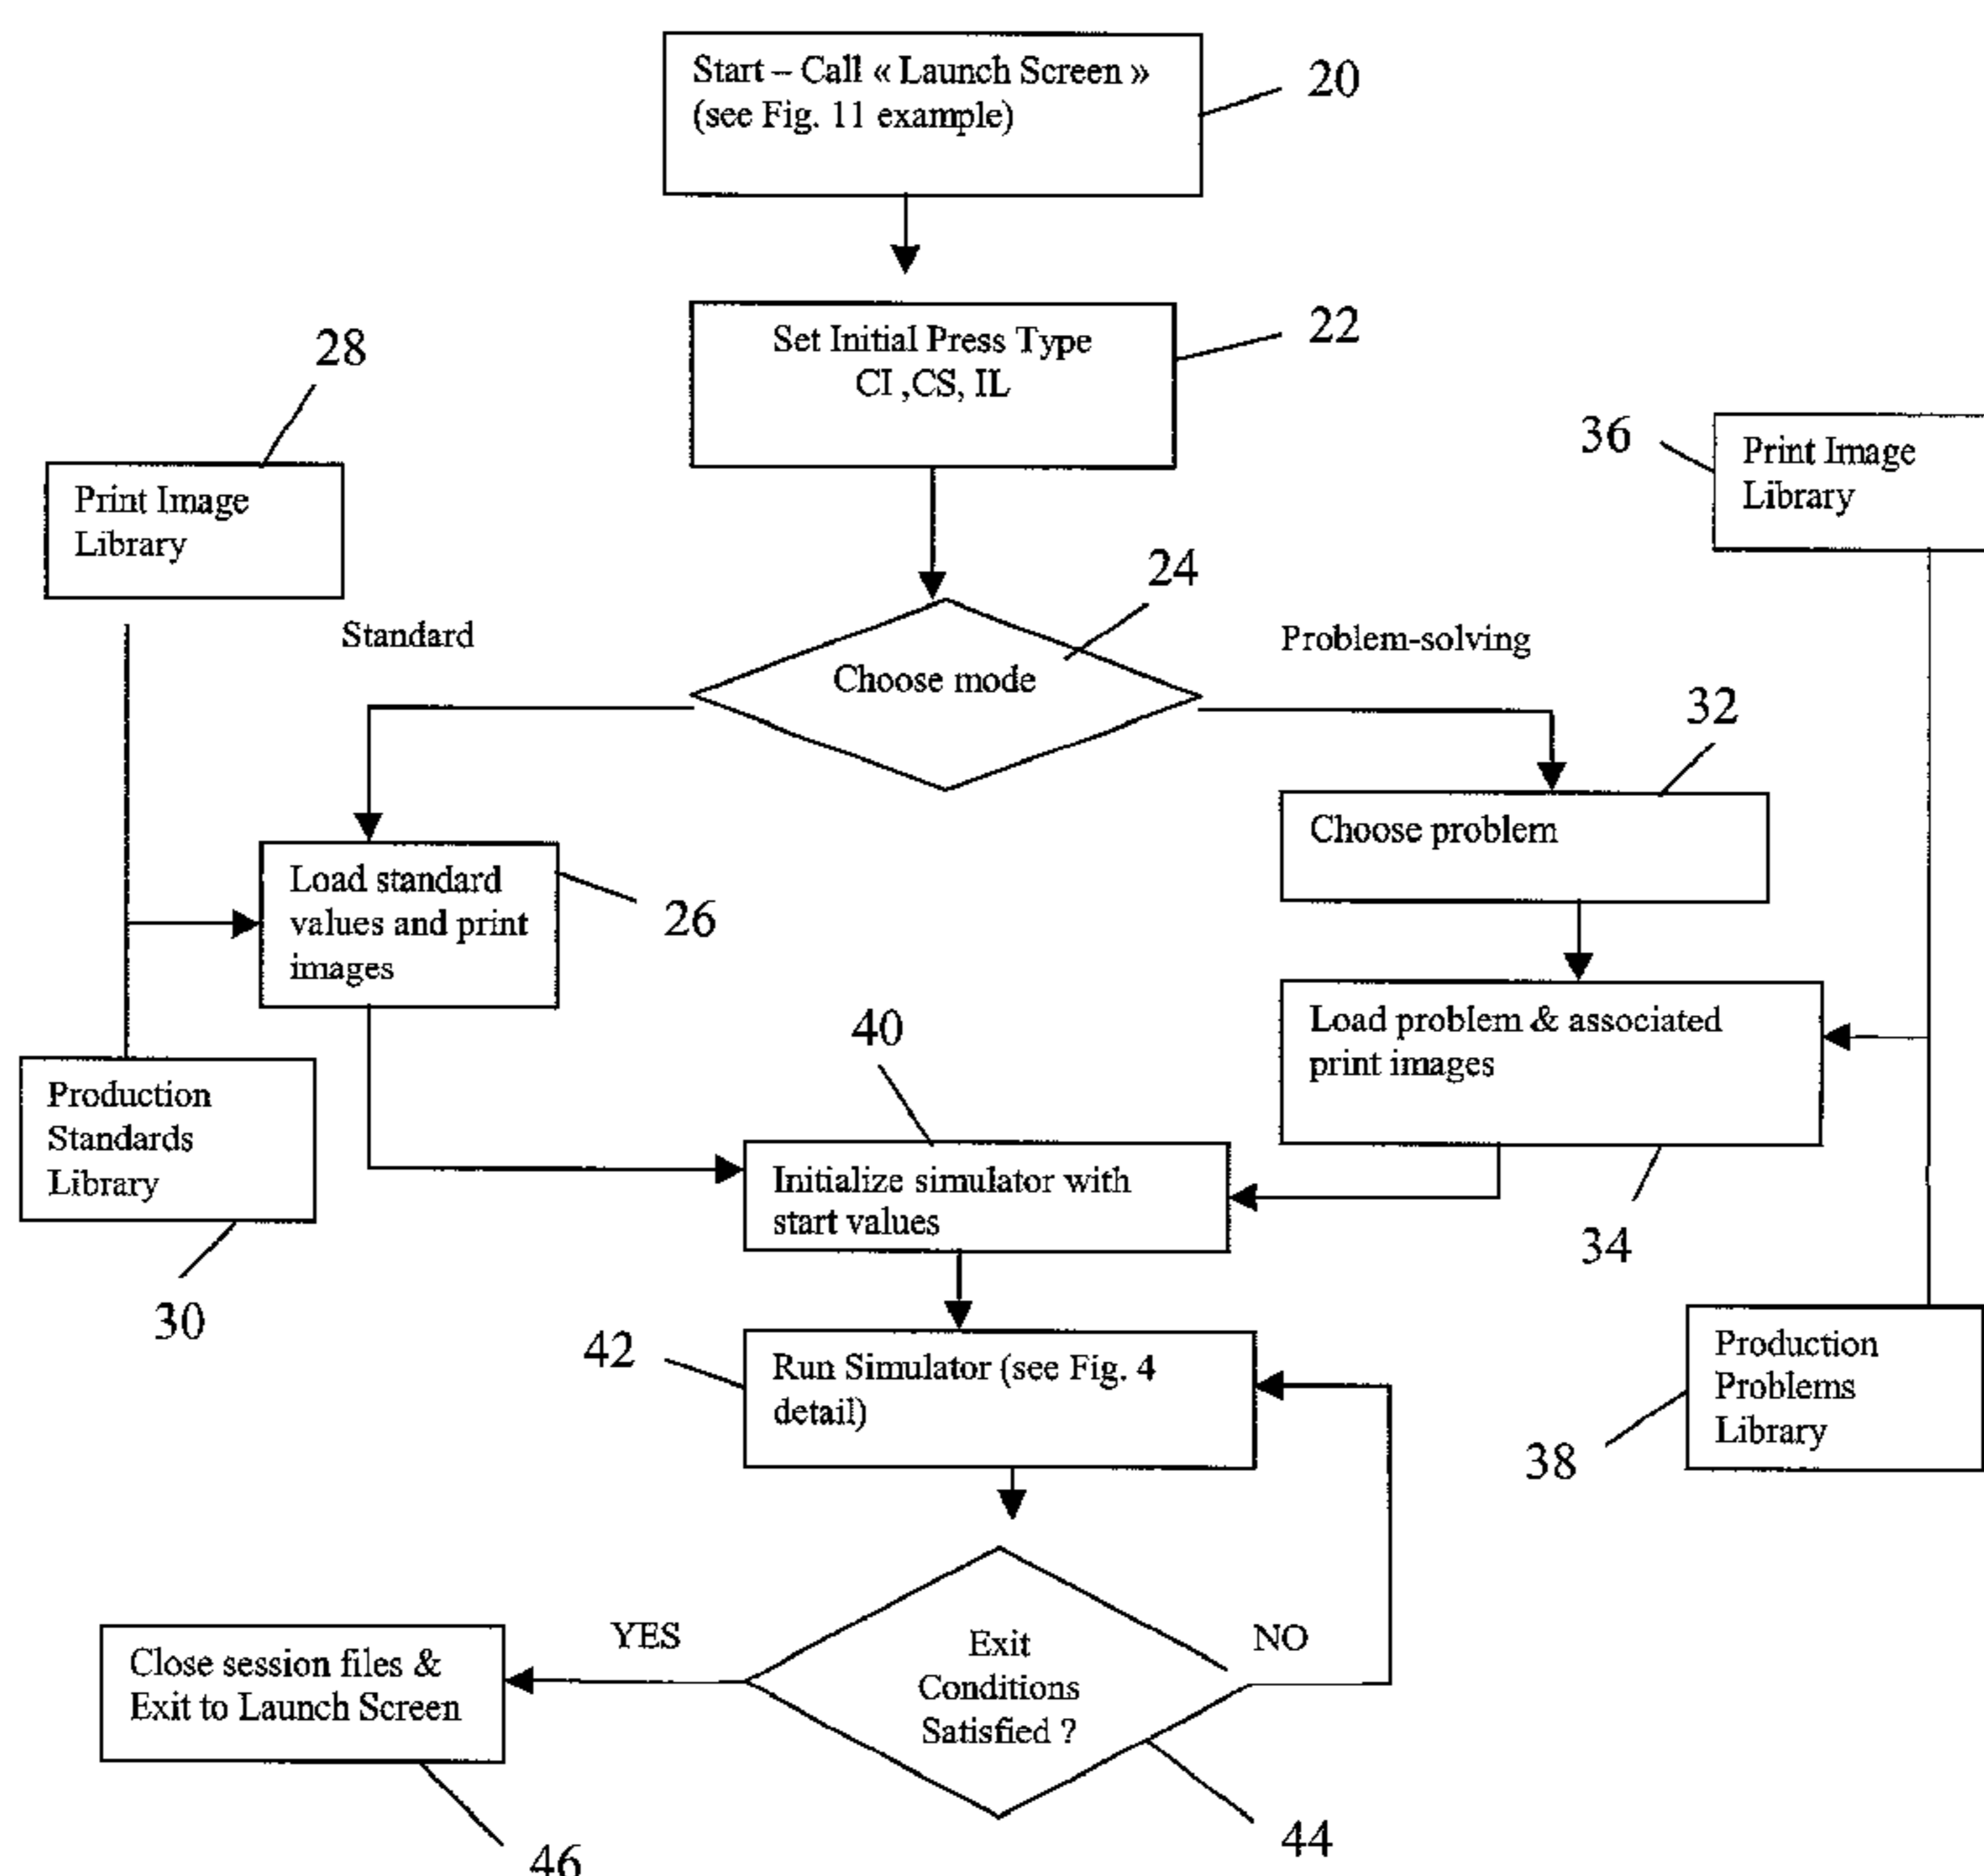 Start – Call « Launch Screen »
(see Fig. 11 example)
20
Set Initial Press Type
CI ,CS, IL
22
28
Print Image
Library
36
Print Image
Library
24
Standard
Choose mode
Problem-solving
32
Choose problem
Load standard
values and print
images
26
Load problem & associated
print images
34
Production
Standards
Library
30
40
Initialize simulator with
start values
42
Run Simulator (see Fig. 4
detail)
Production
Problems
Library
38
YES
Exit
Conditions
Satisfied ?
NO
Close session files &
Exit to Launch Screen
44
46